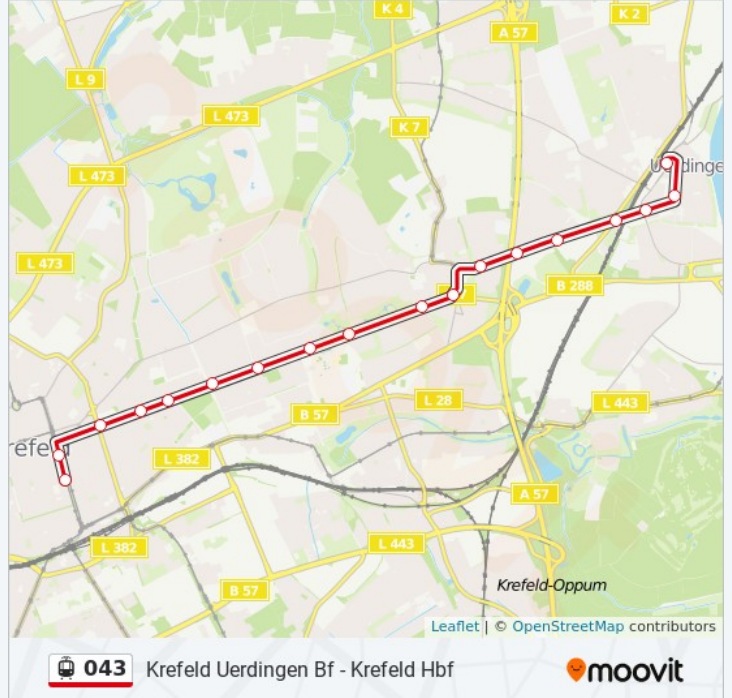 K 4
K 2
A 57
L 9
L 473
K 7
Uerdinge
L 473
L 473
B 288
L 28
L 443
B 57
refeld
L 382
A 57
L 443
L 382
Krefeld-Oppum
B 57
Leaflet | © OpenStreetMap contributors
043 Krefeld Uerdingen Bf - Krefeld Hbf
moovit